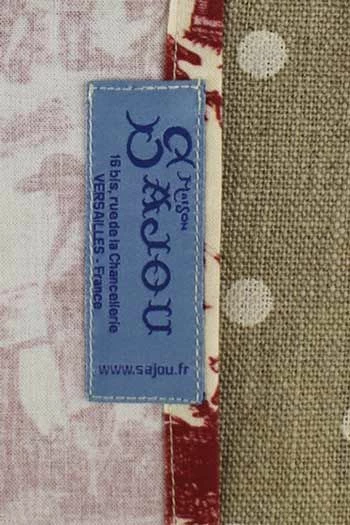 MAISON
SAJOU
16 bis, rue de la Chancellerie
VERSAILLES - France
www.sajou.fr